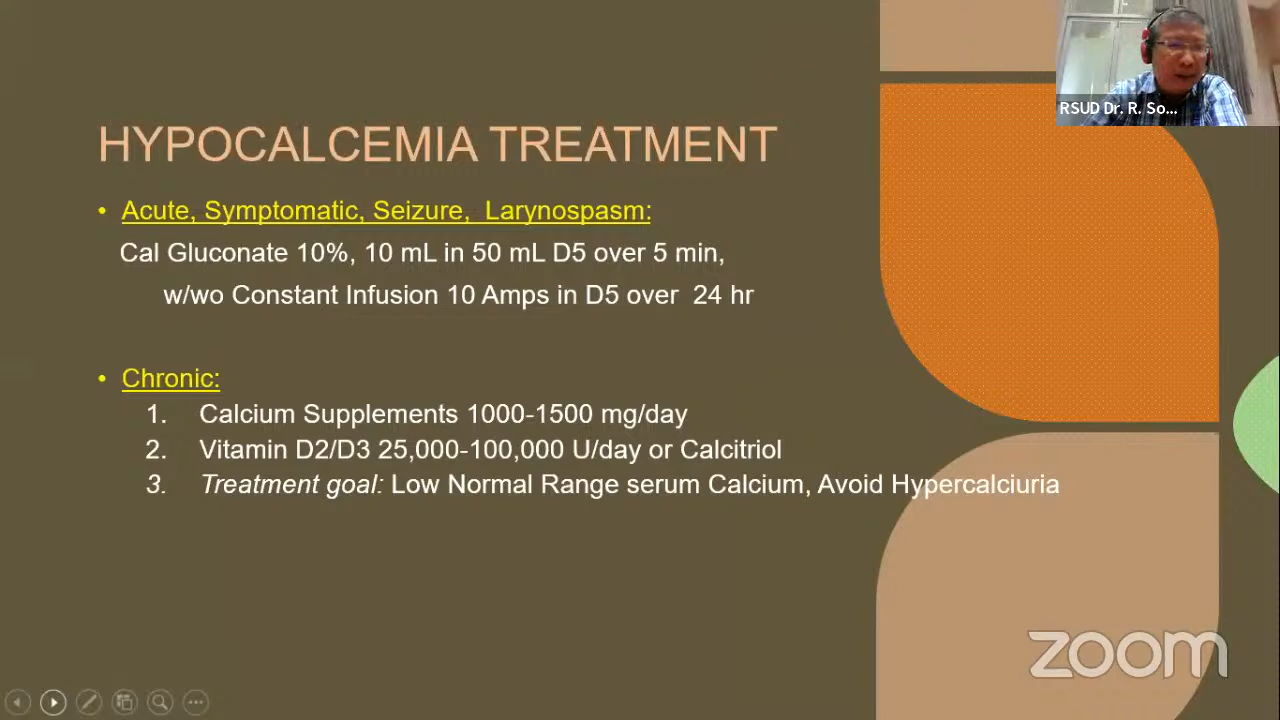 RSUD Dr. R. So...
HYPOCALCEMIA TREATMENT
• Acute, Symptomatic, Seizure, Larynospasm:
Cal Gluconate 10%, 10 mL in 50 mL D5 over 5 min,
w/wo Constant Infusion 10 Amps in D5 over 24 hr
• Chronic:
1. Calcium Supplements 1000-1500 mg/day
2. Vitamin D2/D3 25,000-100,000 U/day or Calcitriol
3. Treatment goal: Low Normal Range serum Calcium, Avoid Hypercalciuria
zoom